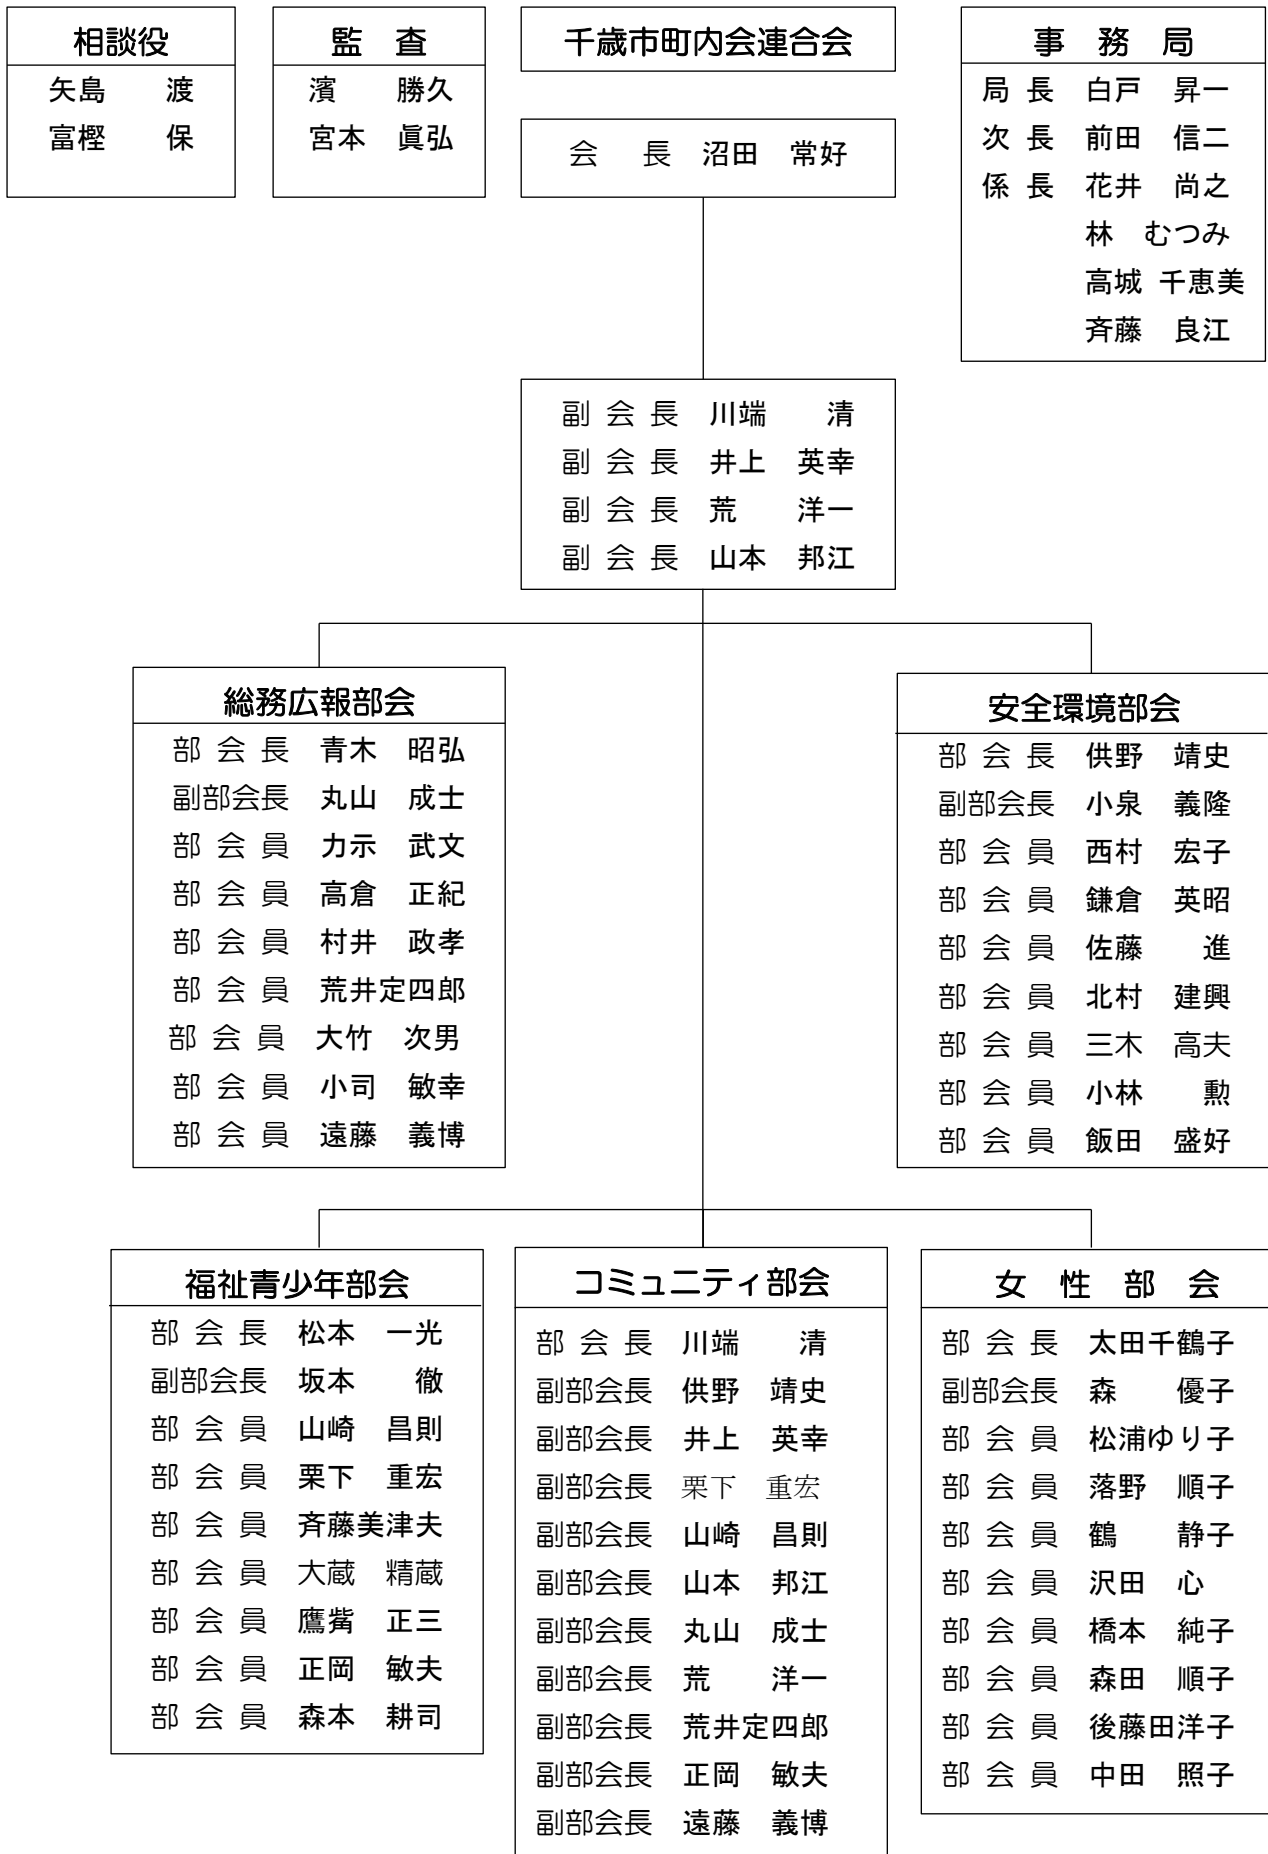 相談役
矢島　渡
富樫　保
監　査
濱　勝久
宮本　眞弘
千歳市町内会連合会
会　長　沼田　常好
事　務　局
局 長　白戸　昇一
次 長　前田　信二
係 長　花井　尚之
林　むつみ
高城　千恵美
斉藤　良江
副 会 長　川端　清
副 会 長　井上　英幸
副 会 長　荒　洋一
副 会 長　山本　邦江
総務広報部会
部 会 長　青木　昭弘
副部会長　丸山　成士
部 会 員　力示　武文
部 会 員　高倉　正紀
部 会 員　村井　政孝
部 会 員　荒井定四郎
部 会 員　大竹　次男
部 会 員　小司　敏幸
部 会 員　遠藤　義博
安全環境部会
部 会 長　供野　靖史
副部会長　小泉　義隆
部 会 員　西村　宏子
部 会 員　鎌倉　英昭
部 会 員　佐藤　進
部 会 員　北村　建興
部 会 員　三木　高夫
部 会 員　小林　勲
部 会 員　飯田　盛好
福祉青少年部会
部 会 長　松本　一光
副部会長　坂本　徹
部 会 員　山崎　昌則
部 会 員　栗下　重宏
部 会 員　斉藤美津夫
部 会 員　大蔵　精蔵
部 会 員　鷹觜　正三
部 会 員　正岡　敏夫
部 会 員　森本　耕司
コミュニティ部会
部 会 長　川端　清
副部会長　供野　靖史
副部会長　井上　英幸
副部会長　栗下　重宏
副部会長　山崎　昌則
副部会長　山本　邦江
副部会長　丸山　成士
副部会長　荒　洋一
副部会長　荒井定四郎
副部会長　正岡　敏夫
副部会長　遠藤　義博
女　性　部　会
部 会 長　太田千鶴子
副部会長　森　優子
部 会 員　松浦ゆり子
部 会 員　落野　順子
部 会 員　鶴　静子
部 会 員　沢田　心
部 会 員　橋本　純子
部 会 員　森田　順子
部 会 員　後藤田洋子
部 会 員　中田　照子